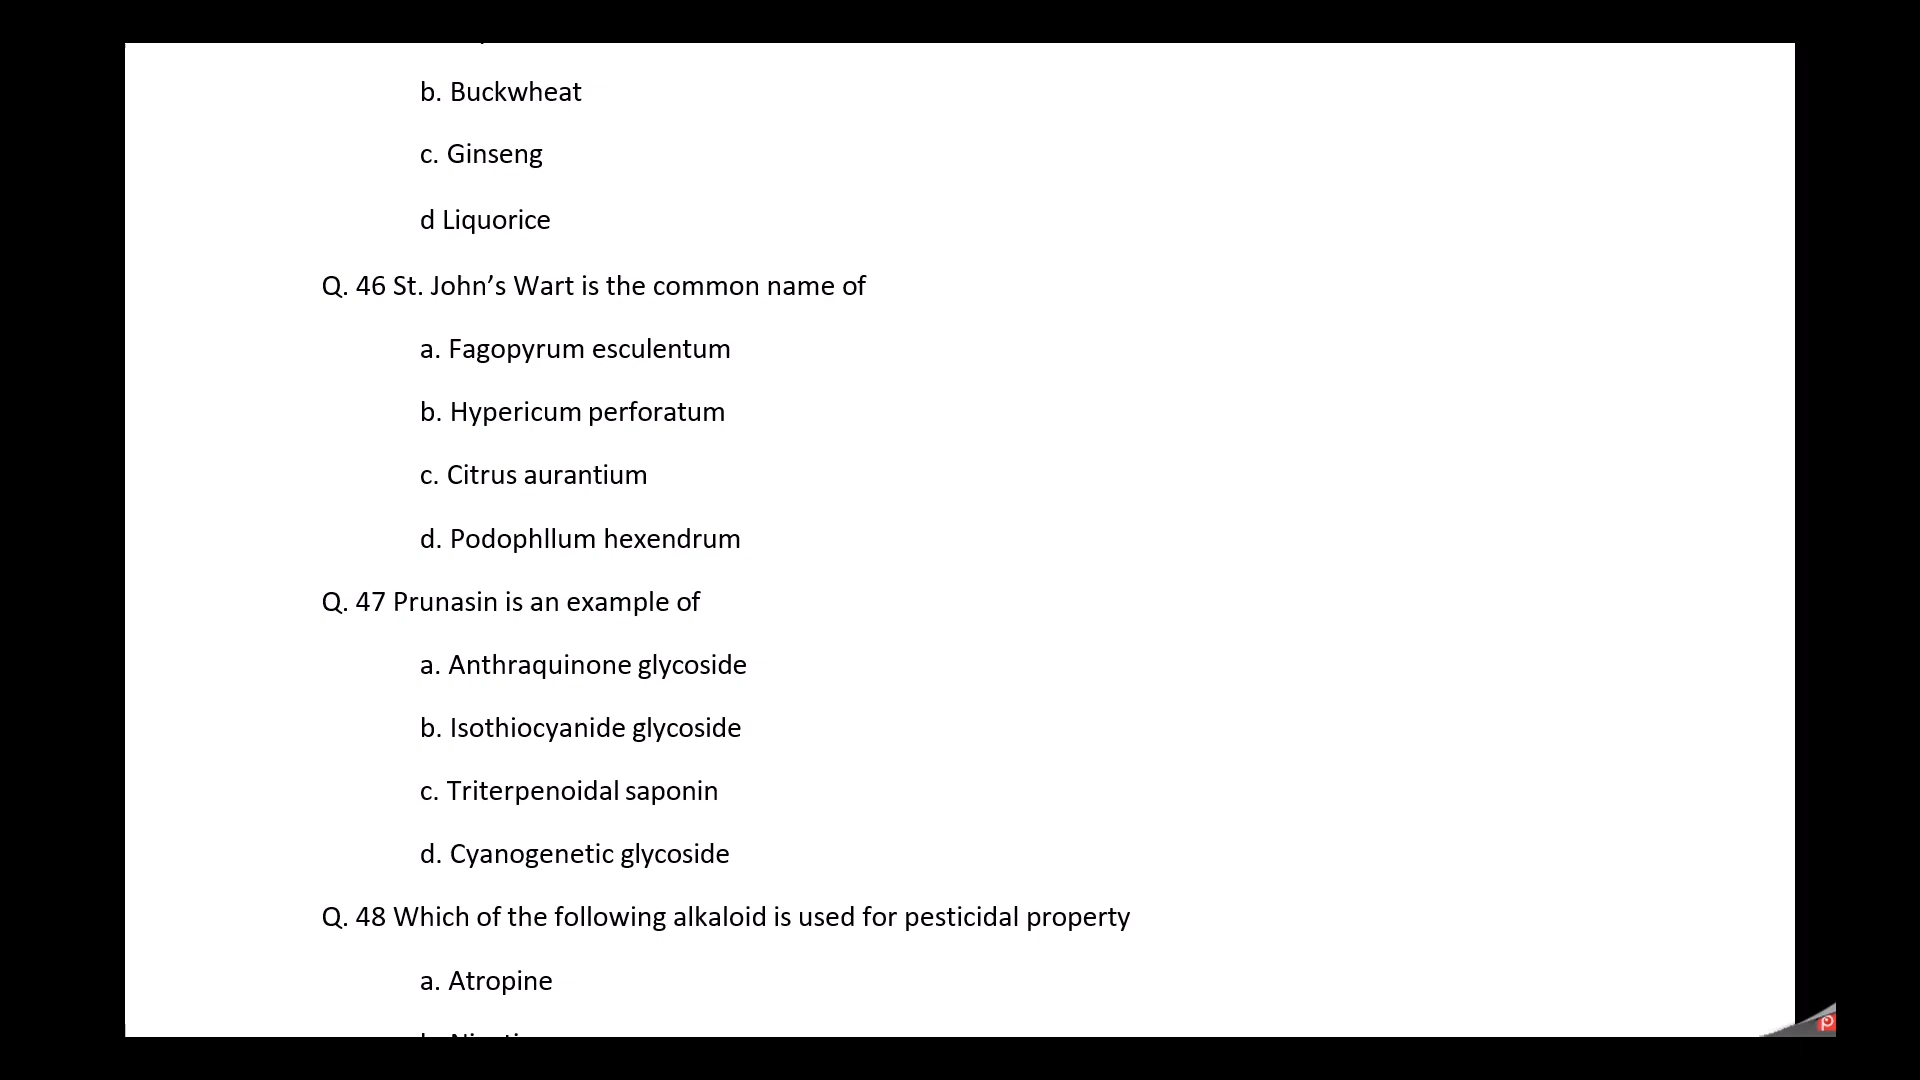 b. Buckwheat
c. Ginseng
d Liquorice
Q. 46 St. John’s Wart is the common name of
a. Fagopyrum esculentum
b. Hypericum perforatum
c. Citrus aurantium
d. Podophllum hexendrum
Q. 47 Prunasin is an example of
a. Anthraquinone glycoside
b. Isothiocyanide glycoside
c. Triterpenoidal saponin
d. Cyanogenetic glycoside
Q. 48 Which of the following alkaloid is used for pesticidal property
a. Atropine